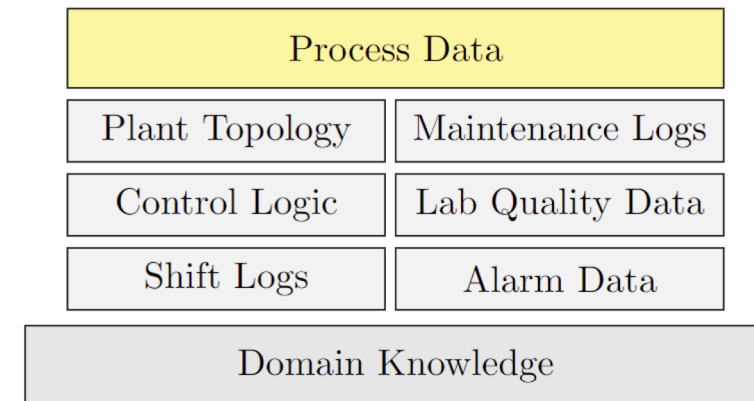 Process Data
Plant Topology
Maintenance Logs
Control Logic
Lab Quality Data
Shift Logs
Alarm Data
Domain Knowledge